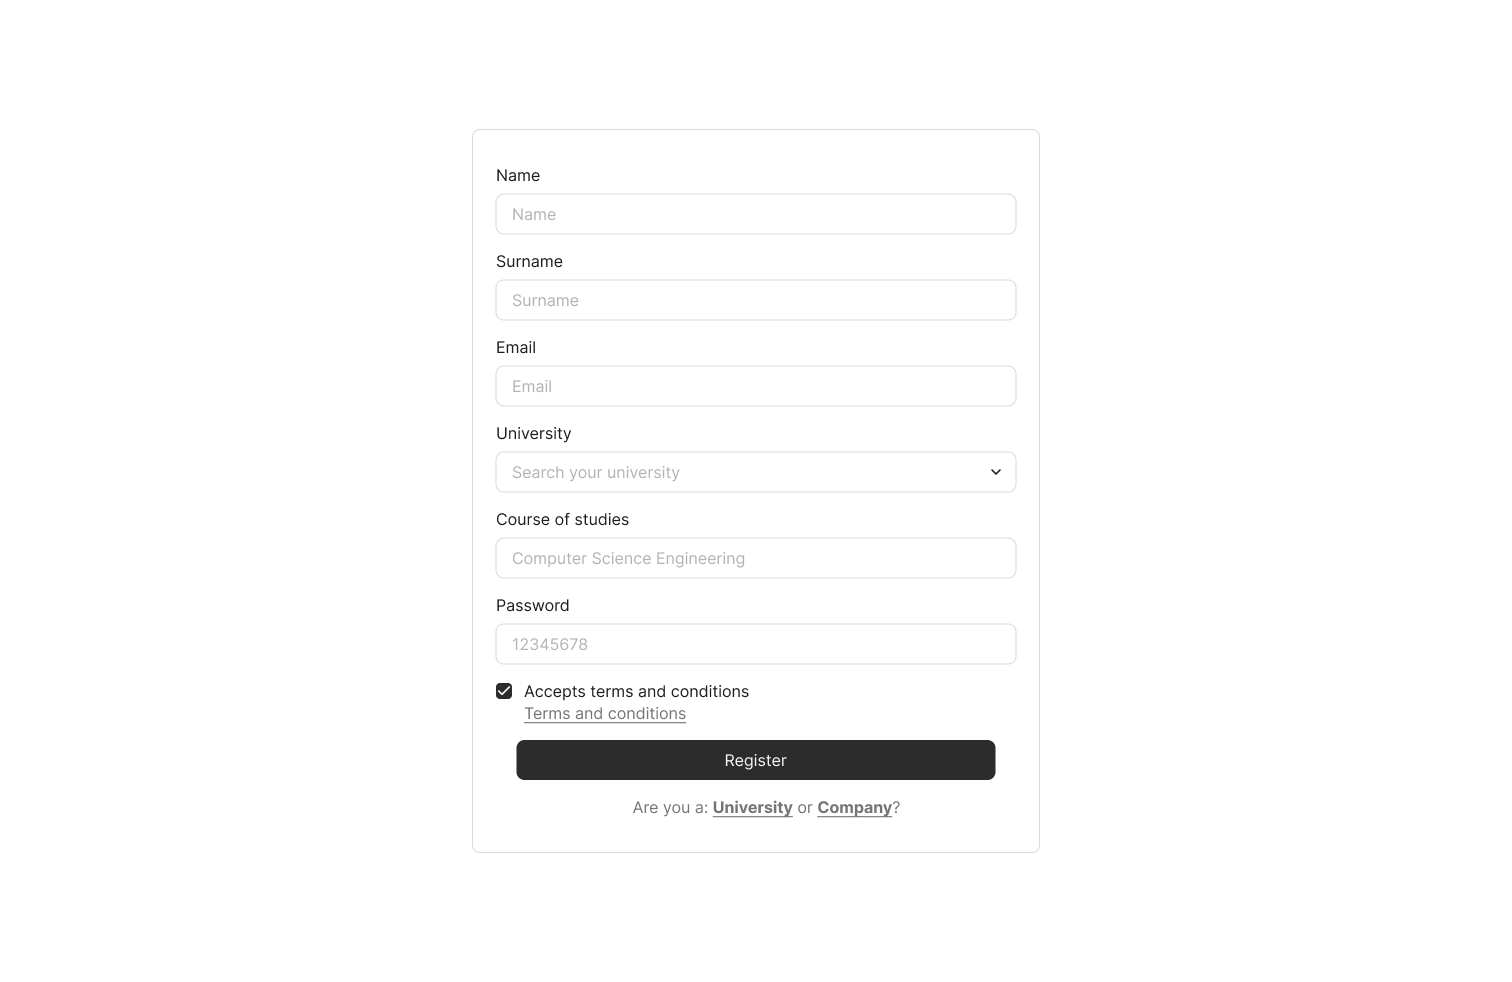 Name
Name
Surname
Surname
Email
Email
University
Search your university
Course of studies
Computer Science Engineering
Password
12345678
Accepts terms and conditions
Terms and conditions
Register
Are you a: University or Company?